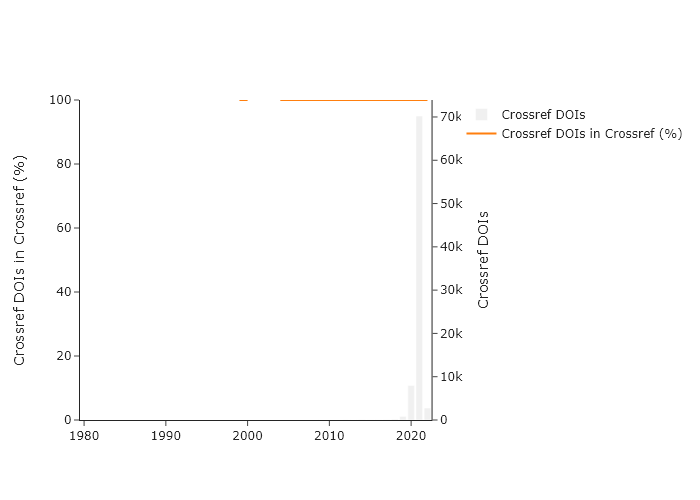 100
80
60
40
20
0
Crossref DOIs in Crossref (%)
1980
1990
2000
2010
2020
70k
60k
50k
40k
30k
20k
10k
0
Crossref DOIs
Crossref DOIs
Crossref DOIs in Crossref (%)